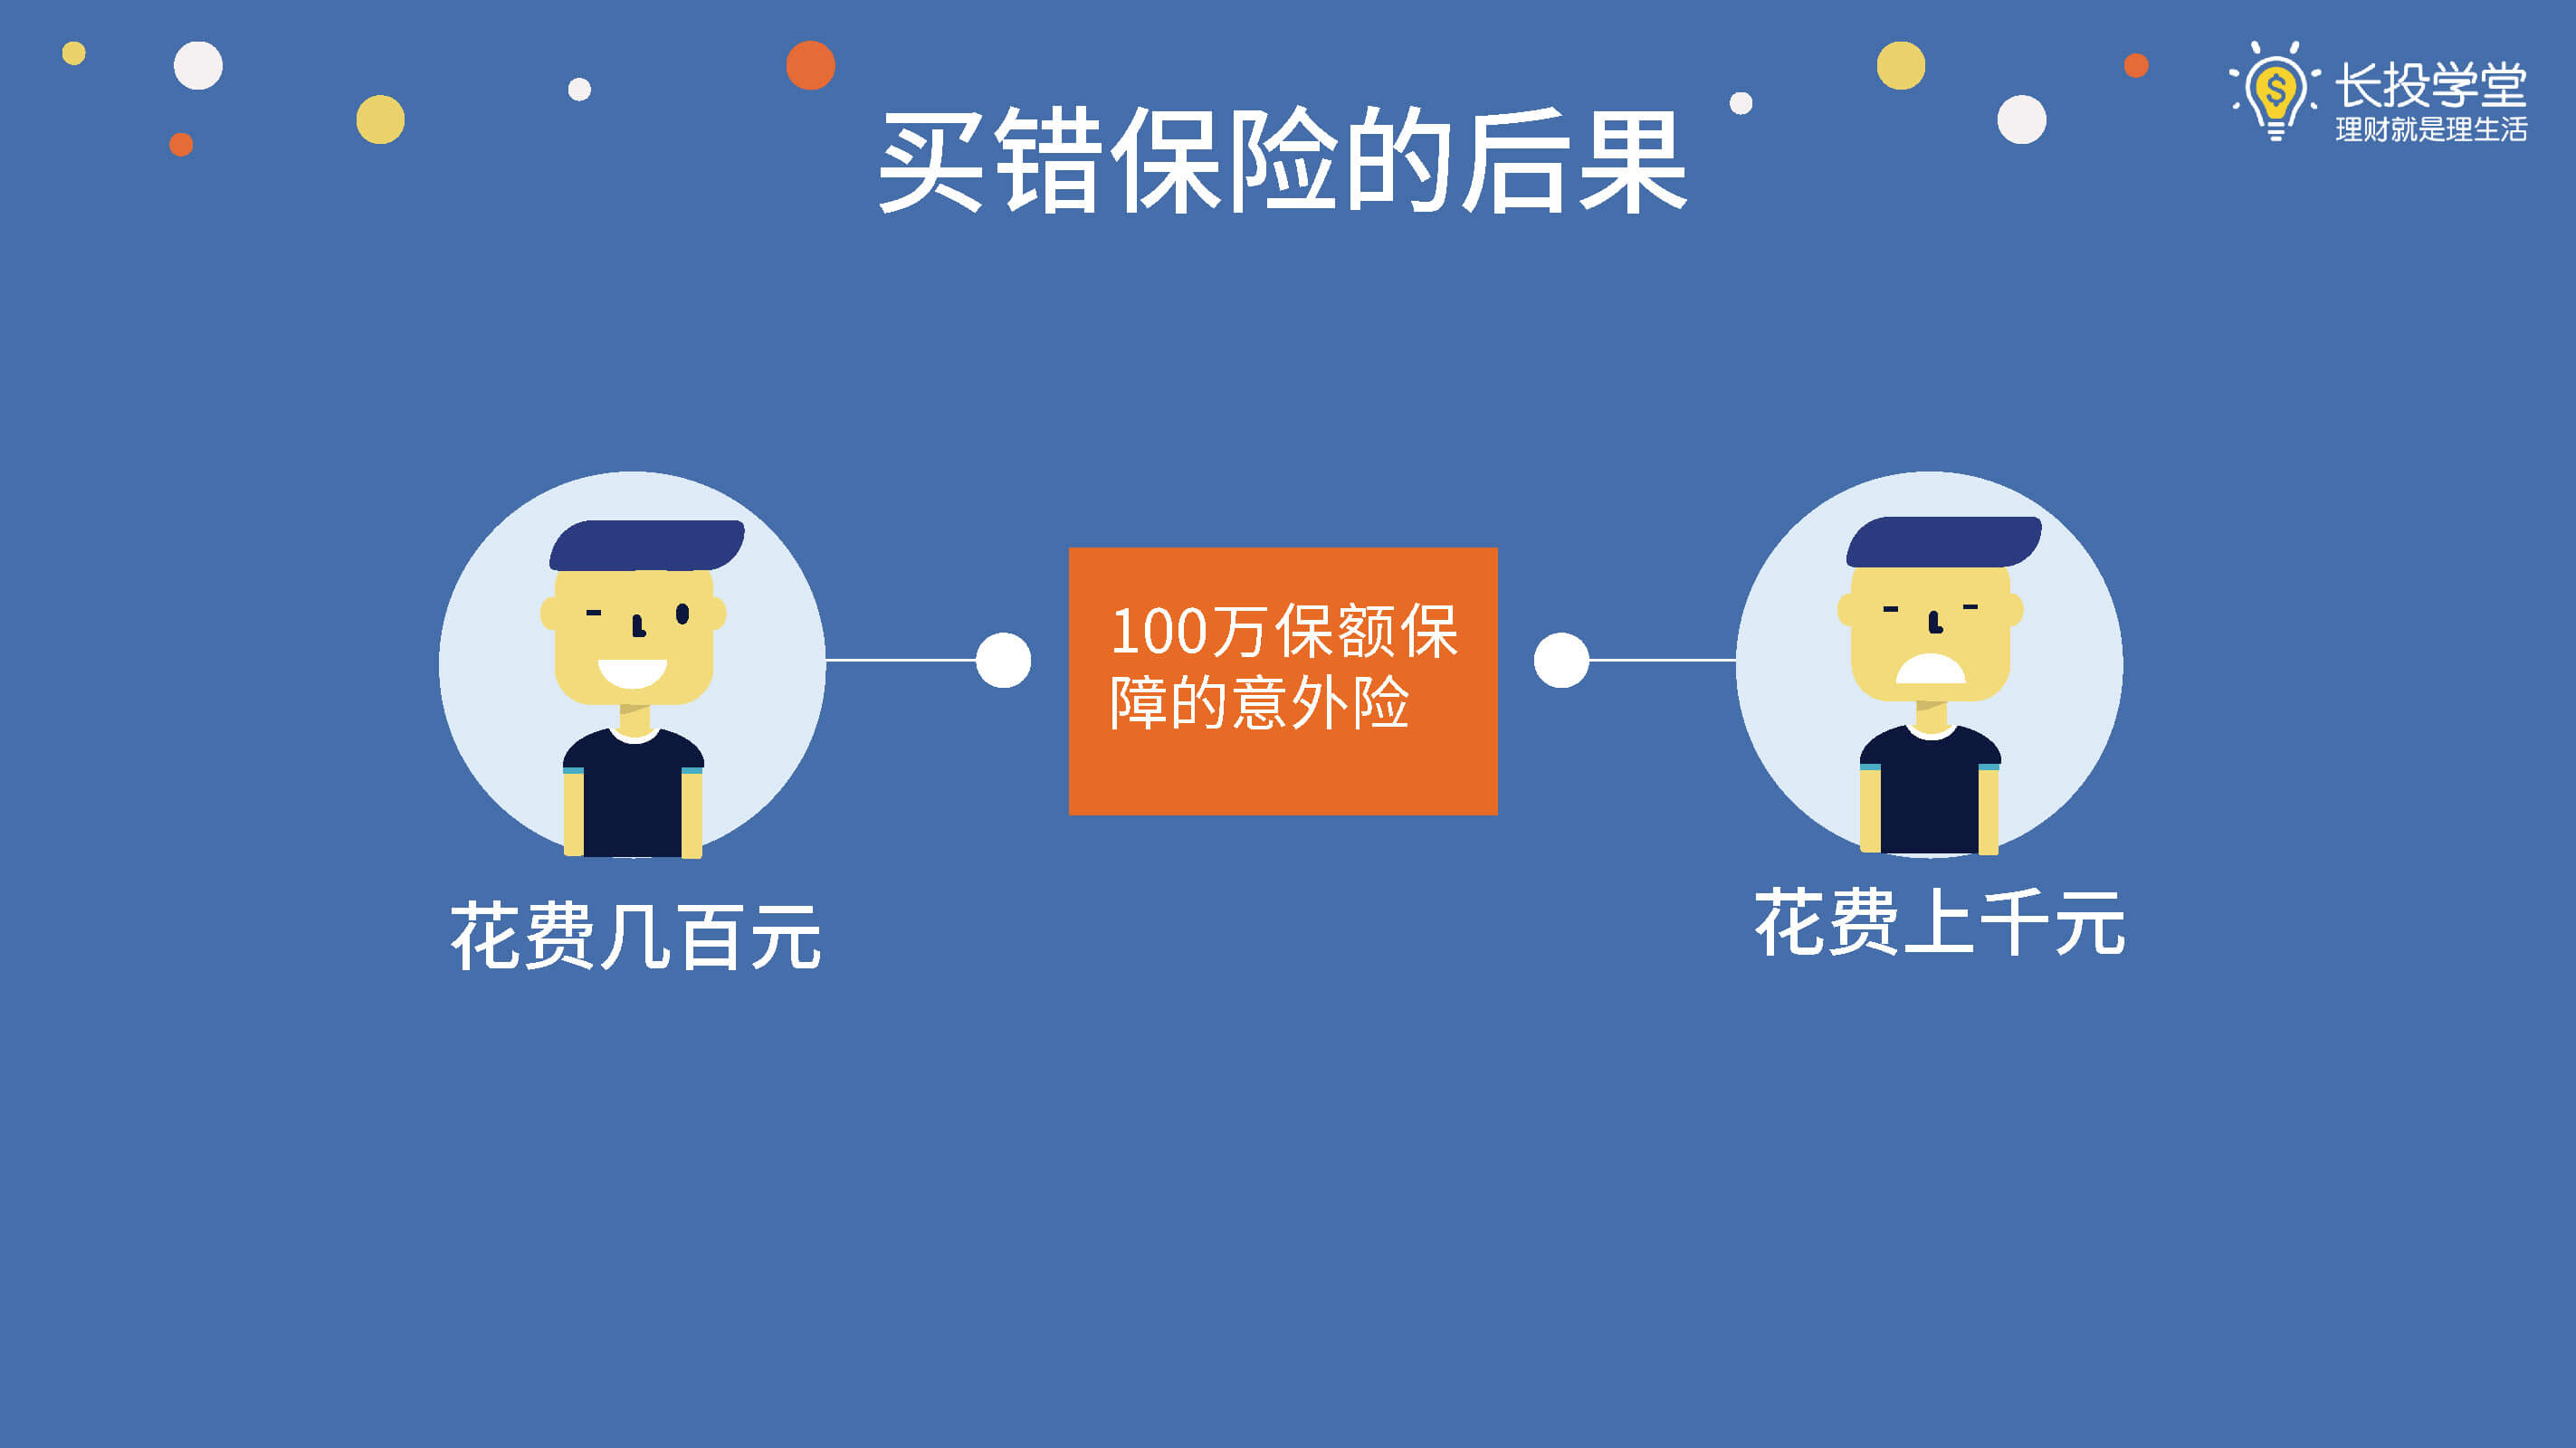 长投学堂
理财就是理生活
买错保险的后果
100万保额保
障的意外险
花费几百元
花费上千元